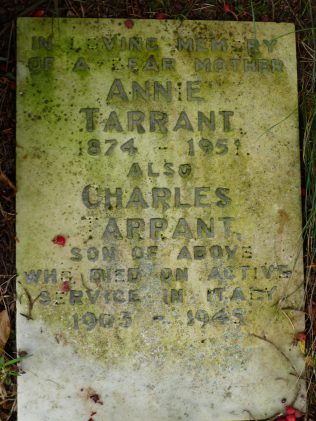 IN LOVING MEMORY
OF A DEAR MOTHER
ANNIE
TARRANT
1874 - 1951
ALSO
CHARLES
TARRANT
SON OF ABOVE
WHO DIED ON ACTIVE
SERVICE IN ITALY
1903 - 1943